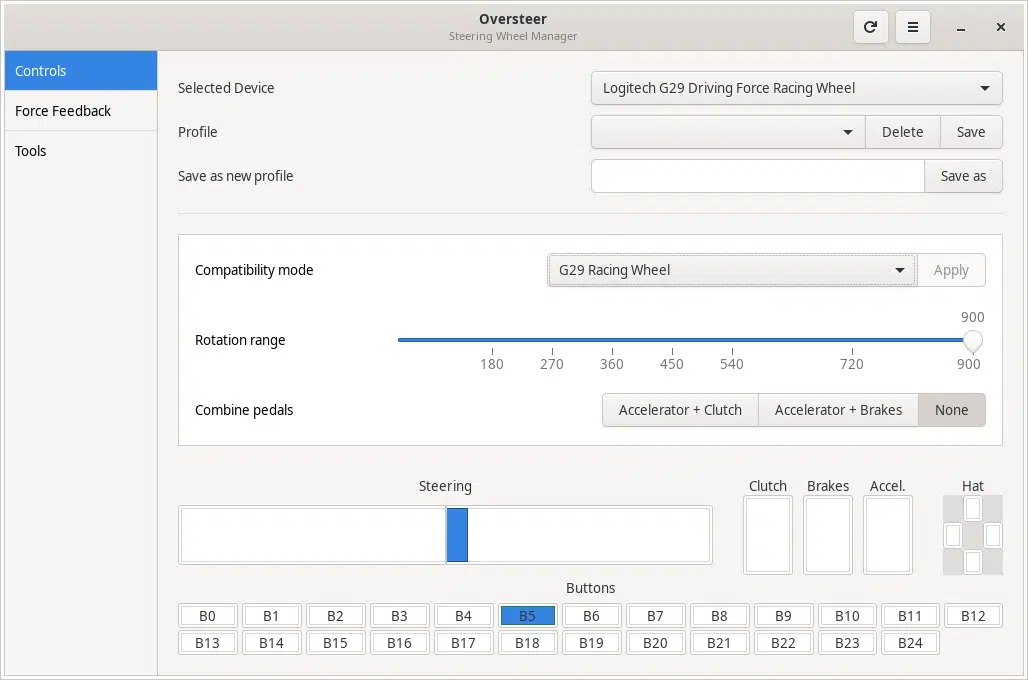 Oversteer
Steering Wheel Manager
Controls
Force Feedback
Tools
Selected Device Logitech G29 Driving Force Racing Wheel
Profile Delete Save
Save as new profile Save as
Compatibility mode G29 Racing Wheel Apply
900
Rotation range
180 270 360 450 540 720 900
Combine pedals Accelerator + Clutch Accelerator + Brakes None
Steering Clutch Brakes Accel. Hat
Buttons
B0 B1 B2 B3 B4 B5 B6 B7 B8 B9 B10 B11 B12
B13 B14 B15 B16 B17 B18 B19 B20 B21 B22 B23 B24